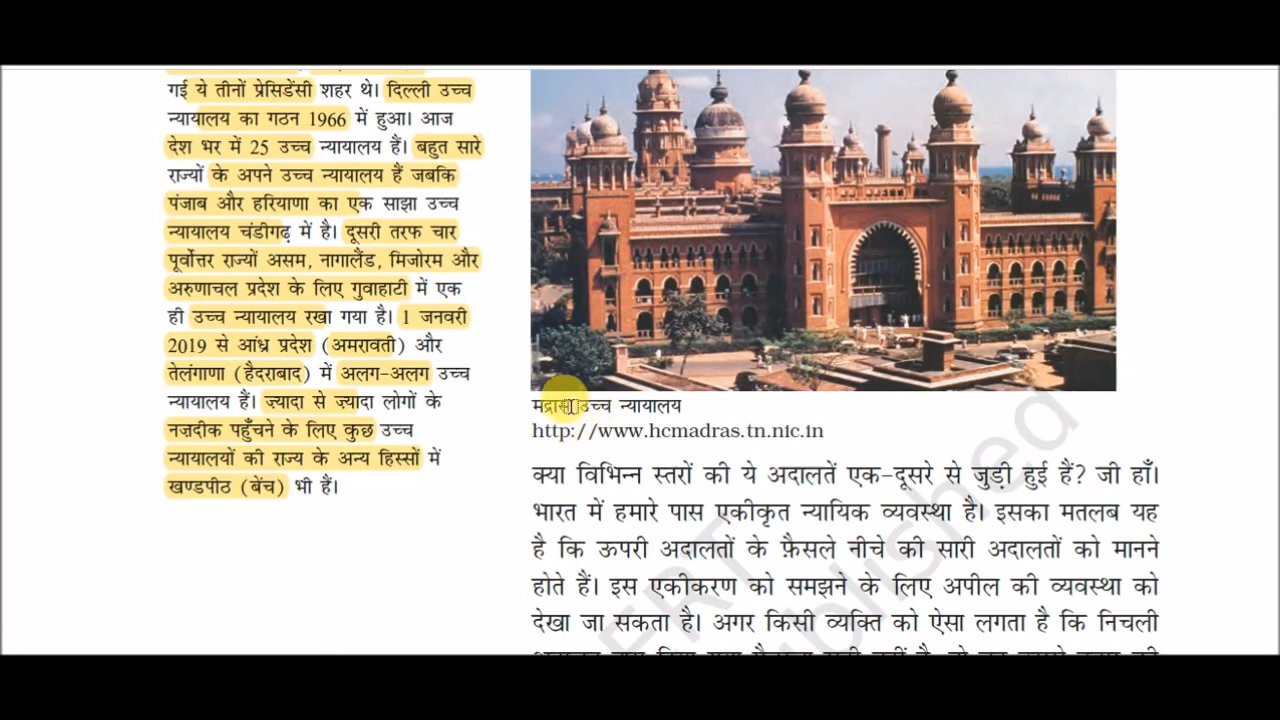 गई ये तीनों प्रेसिडेंसी शहर थे। दिल्ली उच्च
न्यायालय का गठन 1966 में हुआ। आज
देश भर में 25 उच्च न्यायालय हैं। बहुत सारे
राज्यों के अपने उच्च न्यायालय हैं जबकि
पंजाब और हरियाणा का एक साझा उच्च
न्यायालय चंडीगढ़ में है। दूसरी तरफ चार
पूर्वोत्तर राज्यों असम, नागालैंड, मिजोरम और
अरुणाचल प्रदेश के लिए गुवाहाटी में एक
ही उच्च न्यायालय रखा गया है। 1 जनवरी
2019 से आंध्र प्रदेश (अमरावती) और
तेलंगाणा (हैदराबाद) में अलग-अलग उच्च
न्यायालय हैं। ज़्यादा से ज़्यादा लोगों के
नज़दीक पहुँचने के लिए कुछ उच्च
न्यायालयों की राज्य के अन्य हिस्सों में
खण्डपीठ (बेंच) भी हैं।
मद्रास उच्च न्यायालय
http://www.hcmadras.tn.nic.in
क्या विभिन्न स्तरों की ये अदालतें एक-दूसरे से जुड़ी हुई हैं? जी हाँ।
भारत में हमारे पास एकीकृत न्यायिक व्यवस्था है। इसका मतलब यह
है कि ऊपरी अदालतों के फ़ैसले नीचे की सारी अदालतों को मानने
होते हैं। इस एकीकरण को समझने के लिए अपील की व्यवस्था को
देखा जा सकता है। अगर किसी व्यक्ति को ऐसा लगता है कि निचली